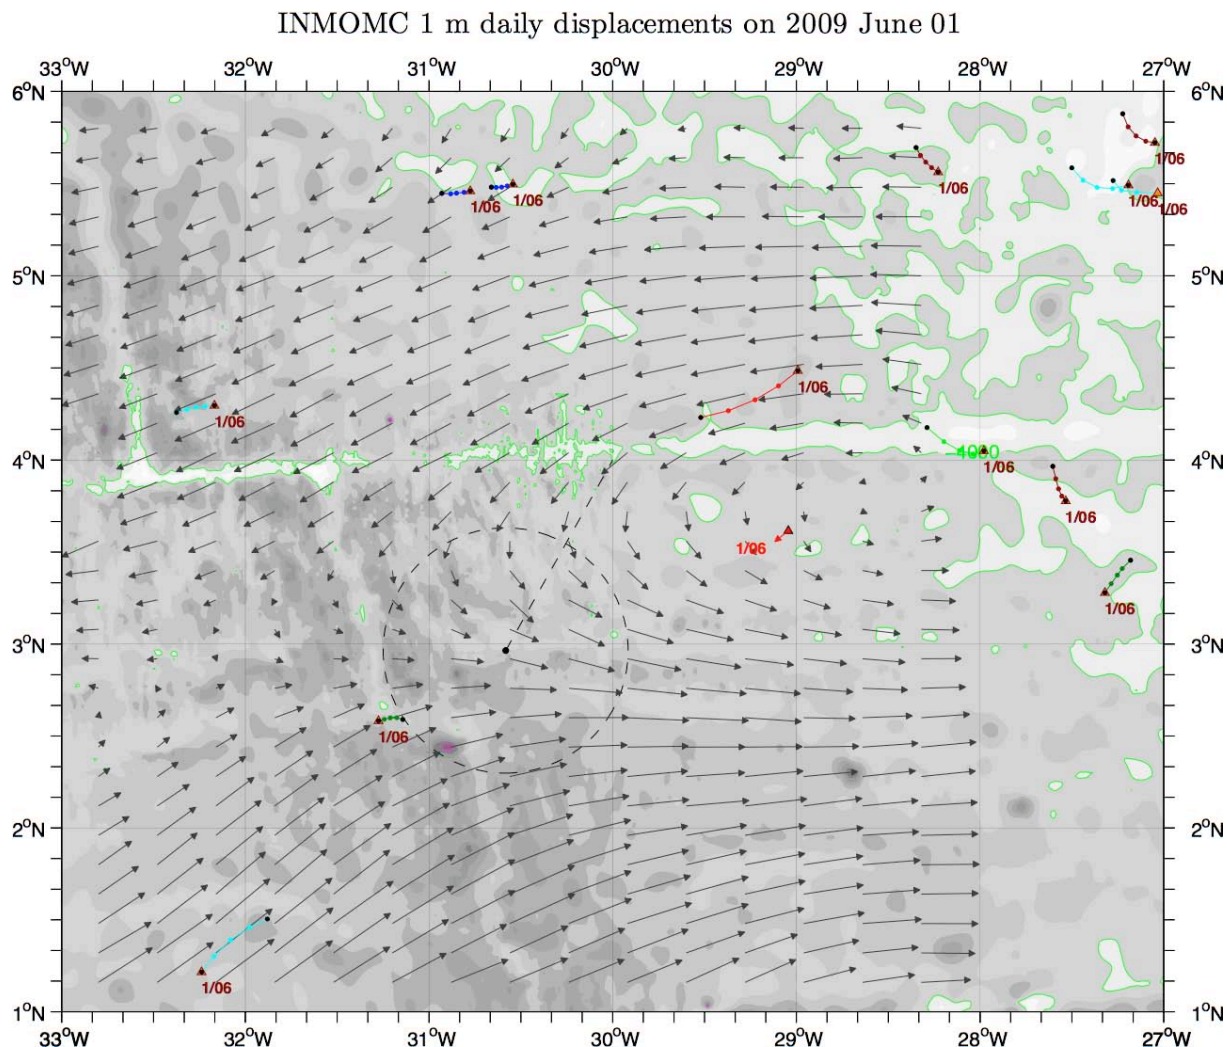 INMOMC 1 m daily displacements on 2009 June 01
33°W 32°W 31°W 30°W 29°W 28°W 27°W
6°N 6°N
1/06
1/06 1/06 1/06 1/06 1/06
5°N 5°N
1/06
1/06
4°N 4000 4°N
1/06
1/06
1/06
1/06
3°N 3°N
1/06
2°N 2°N
1/06
1°N 1°N
33°W 32°W 31°W 30°W 29°W 28°W 27°W